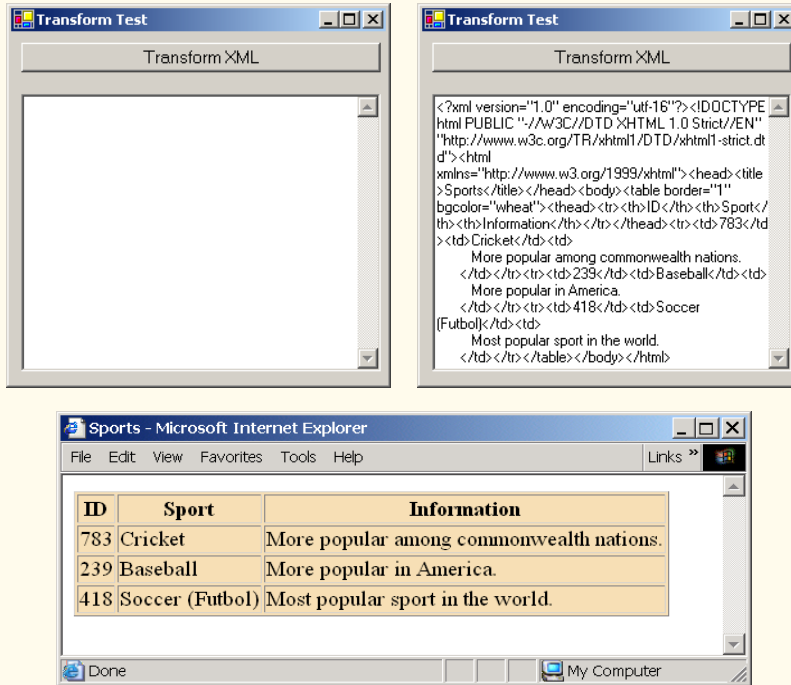 Transform Test
Transform XML
Transform Test
Transform XML
<?xml version="1.0" encoding="utf-16"?><!DOCTYPE
html PUBLIC "-//W3C//DTD XHTML 1.0 Strict//EN"
"http://www.w3c.org/TR/xhtml1/DTD/xhtml1-strict.dt
d"><html
xmlns="http://www.w3.org/1999/xhtml"><head><title
>Sports</title></head><body><table border="1"
bgcolor="wheat"><thead><tr><th>ID</th><th>Sport</
th><th>Information</th></tr></thead><tr><td>783</td
><td>Cricket</td><td>
More popular among commonwealth nations.
</td></tr><tr><td>239</td><td>Baseball</td><td>
More popular in America.
</td></tr><tr><td>418</td><td>Soccer
(Futbol)</td><td>
Most popular sport in the world.
</td></tr></table></body></html>
Sports - Microsoft Internet Explorer
File Edit View Favorites Tools Help Links »
ID Sport Information
783 Cricket More popular among commonwealth nations.
239 Baseball More popular in America.
418 Soccer (Futbol) Most popular sport in the world.
Done My Computer